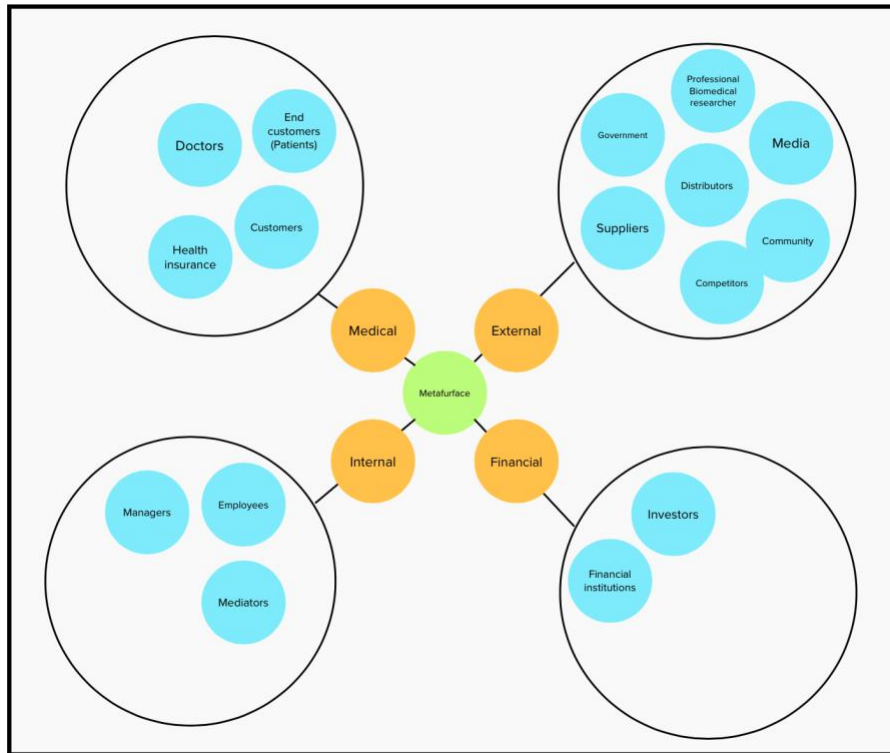 Doctors
End
customers
(Patients)
Health
insurance
Customers
Professional
Biomedical
researcher
Government
Media
Distributors
Suppliers
Community
Competitors
Medical
External
Metafurface
Internal
Financial
Managers
Employees
Mediators
Investors
Financial
institutions